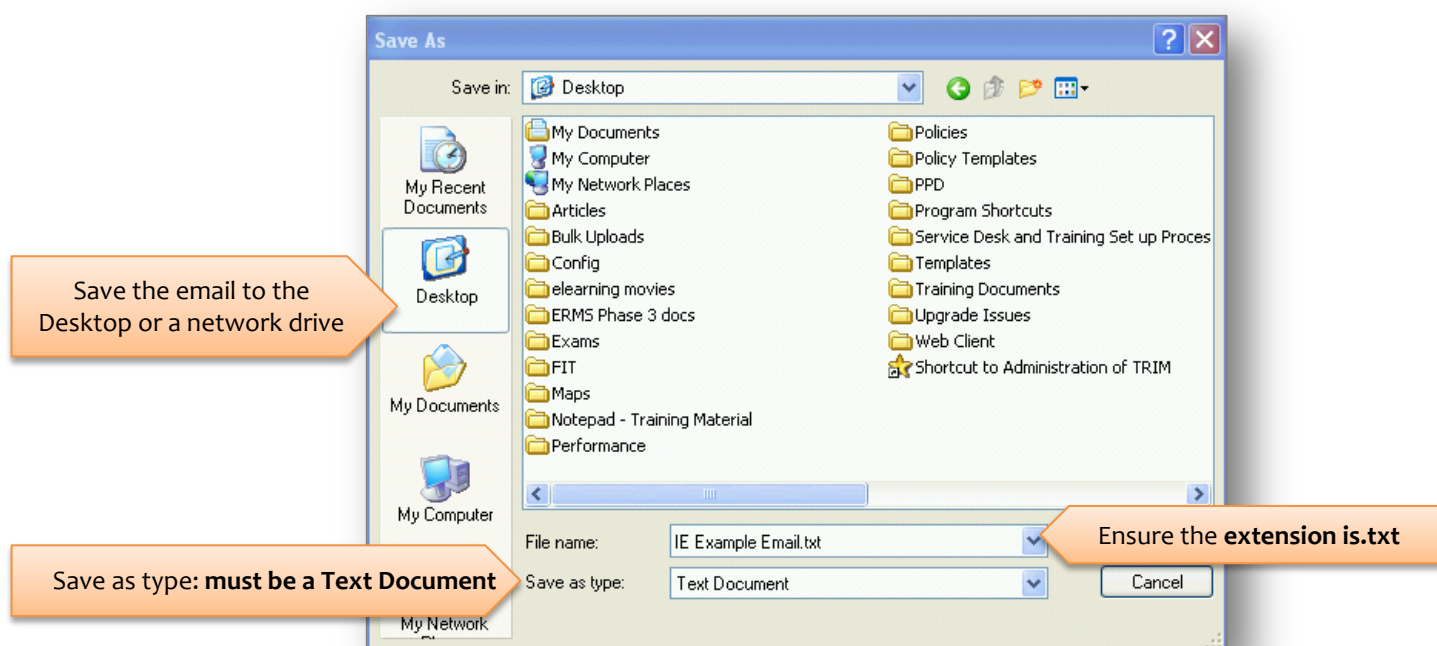 Save As
Save in:
Desktop
My Recent
Documents
Desktop
My Documents
My Computer
My Network
My Documents
My Computer
My Network Places
Articles
Bulk Uploads
Config
elearning movies
ERMS Phase 3 docs
Exams
FIT
Maps
Notepad - Training Material
Performance
Policies
Policy Templates
PPD
Program Shortcuts
Service Desk and Training Set up Proces
Templates
Training Documents
Upgrade Issues
Web Client
Shortcut to Administration of TRIM
Save the email to the
Desktop or a network drive
File name:
IE Example Email.txt
Ensure the extension is.txt
Save as type: must be a Text Document
Save as type:
Text Document
Cancel